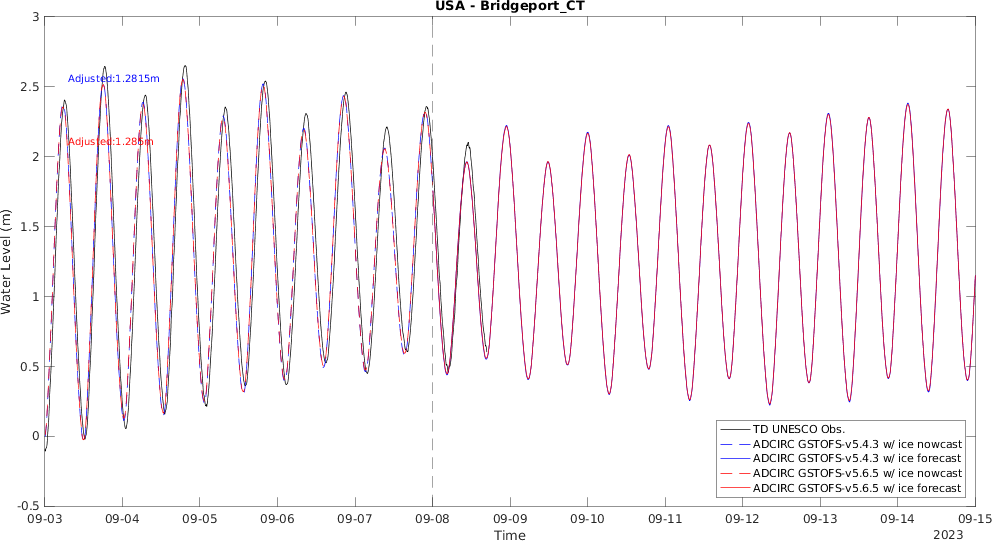 USA - Bridgeport_CT
3
2.5
2
1.5
1
0.5
0
-0.5
Water Level (m)
Adjusted:1.2815m
Adjusted:1.286m
TD UNESCO Obs.
ADCIRC GSTOFS-v5.4.3 w/ ice nowcast
ADCIRC GSTOFS-v5.4.3 w/ ice forecast
ADCIRC GSTOFS-v5.6.5 w/ ice nowcast
ADCIRC GSTOFS-v5.6.5 w/ ice forecast
09-03 09-04 09-05 09-06 09-07 09-08 09-09 09-10 09-11 09-12 09-13 09-14 09-15
Time
2023